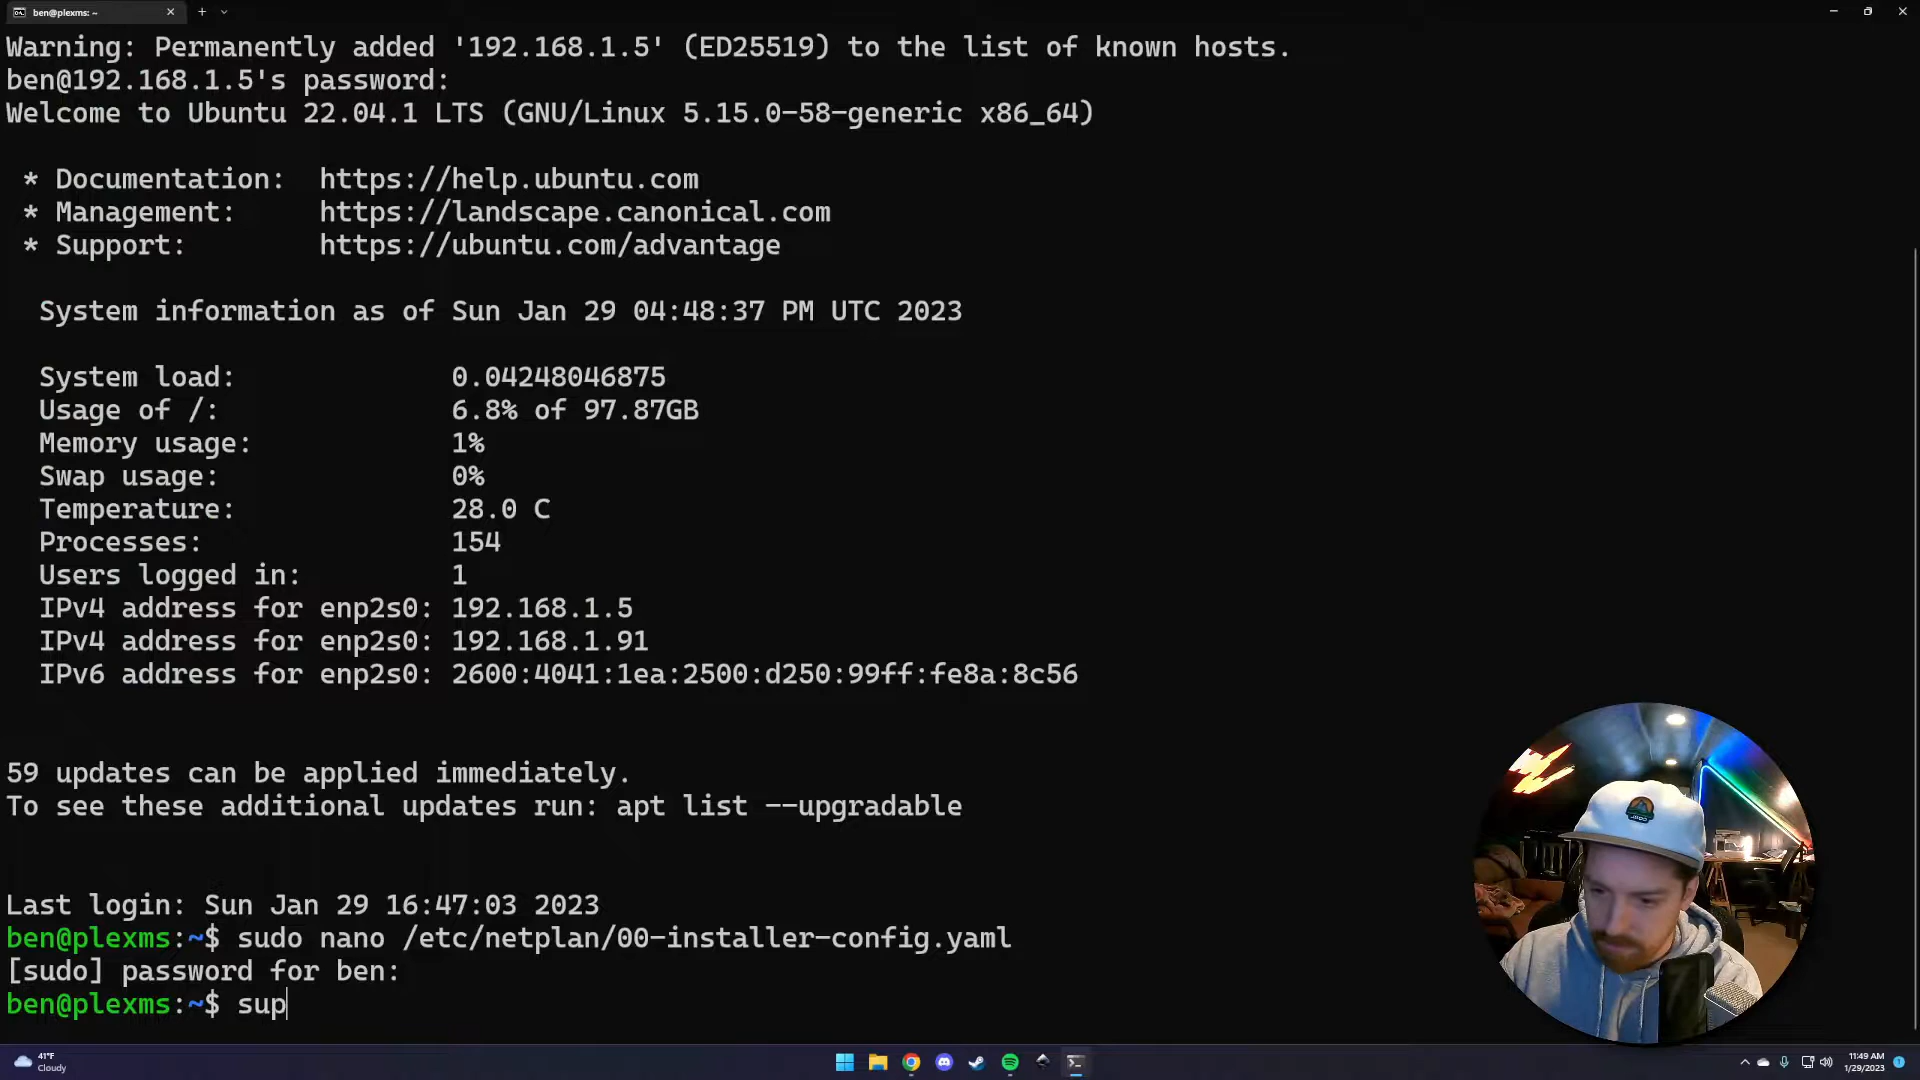 ben@plexms: ~
Warning: Permanently added '192.168.1.5' (ED25519) to the list of known hosts.
ben@192.168.1.5's password:
Welcome to Ubuntu 22.04.1 LTS (GNU/Linux 5.15.0-58-generic x86_64)
* Documentation: https://help.ubuntu.com
* Management: https://landscape.canonical.com
* Support: https://ubuntu.com/advantage
System information as of Sun Jan 29 04:48:37 PM UTC 2023
System load: 0.04248046875
Usage of /: 6.8% of 97.87GB
Memory usage: 1%
Swap usage: 0%
Temperature: 28.0 C
Processes: 154
Users logged in: 1
IPv4 address for enp2s0: 192.168.1.5
IPv4 address for enp2s0: 192.168.1.91
IPv6 address for enp2s0: 2600:4041:1ea:2500:d250:99ff:fe8a:8c56
59 updates can be applied immediately.
To see these additional updates run: apt list --upgradable
Last login: Sun Jan 29 16:47:03 2023
ben@plexms:~$ sudo nano /etc/netplan/00-installer-config.yaml
[sudo] password for ben:
ben@plexms:~$ sup
41°F
Cloudy
11:49 AM
1/29/2023
1